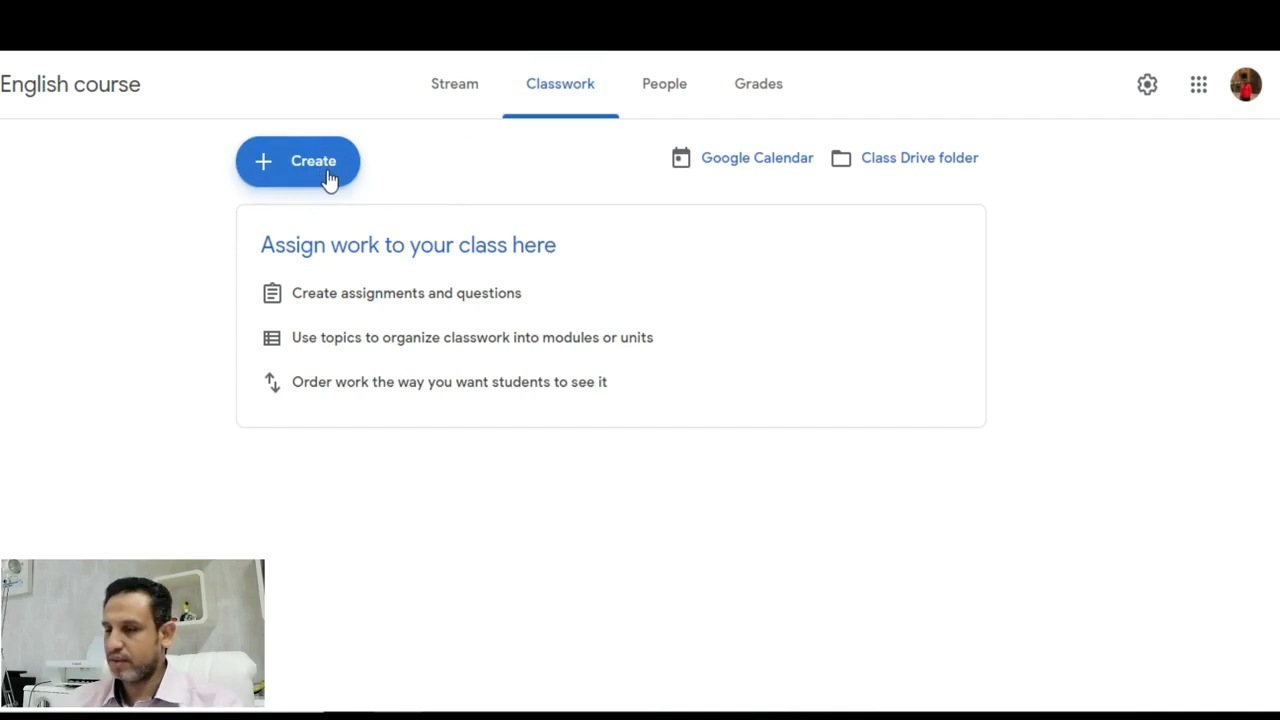 English course
Stream
Classwork
People
Grades
Create
Google Calendar
Class Drive folder
Assign work to your class here
Create assignments and questions
Use topics to organize classwork into modules or units
Order work the way you want students to see it